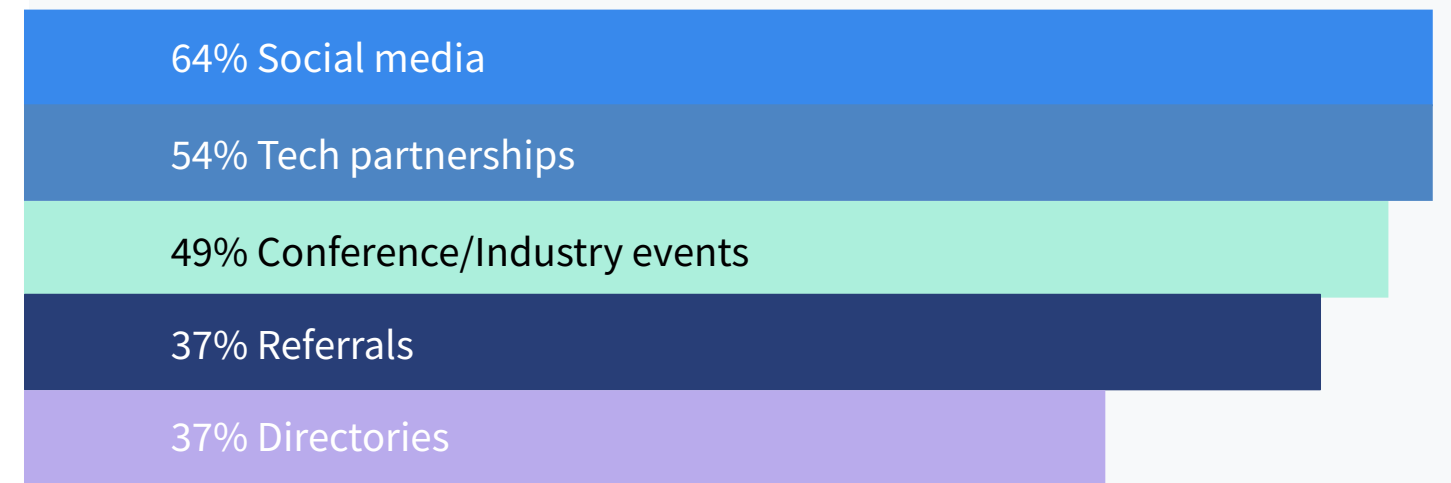 64% Social media
54% Tech partnerships
49% Conference/Industry events
37% Referrals
37% Directories